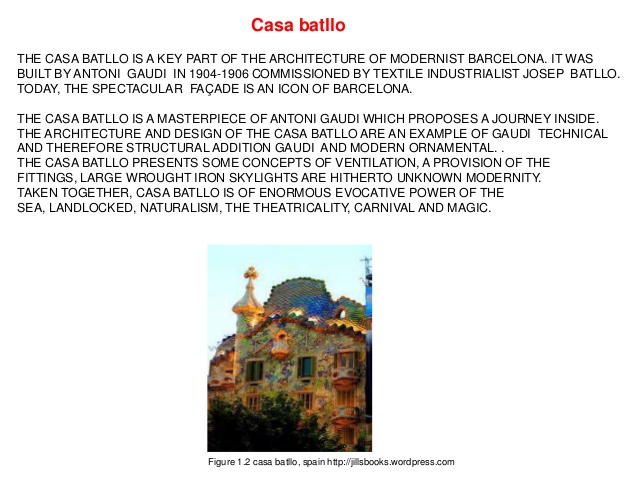 Casa batllo
THE CASA BATLLO IS A KEY PART OF THE ARCHITECTURE OF MODERNIST BARCELONA. IT WAS
BUILT BY ANTONI GAUDI IN 1904-1906 COMMISSIONED BY TEXTILE INDUSTRIALIST JOSEP BATLLO.
TODAY, THE SPECTACULAR FAÇADE IS AN ICON OF BARCELONA.
THE CASA BATLLO IS A MASTERPIECE OF ANTONI GAUDI WHICH PROPOSES A JOURNEY INSIDE.
THE ARCHITECTURE AND DESIGN OF THE CASA BATLLO ARE AN EXAMPLE OF GAUDI TECHNICAL
AND THEREFORE STRUCTURAL ADDITION GAUDI AND MODERN ORNAMENTAL. .
THE CASA BATLLO PRESENTS SOME CONCEPTS OF VENTILATION, A PROVISION OF THE
FITTINGS, LARGE WROUGHT IRON SKYLIGHTS ARE HITHERTO UNKNOWN MODERNITY.
TAKEN TOGETHER, CASA BATLLO IS OF ENORMOUS EVOCATIVE POWER OF THE
SEA, LANDLOCKED, NATURALISM, THE THEATRICALITY, CARNIVAL AND MAGIC.
Figure 1.2 casa batllo, spain http://jillsbooks.wordpress.com